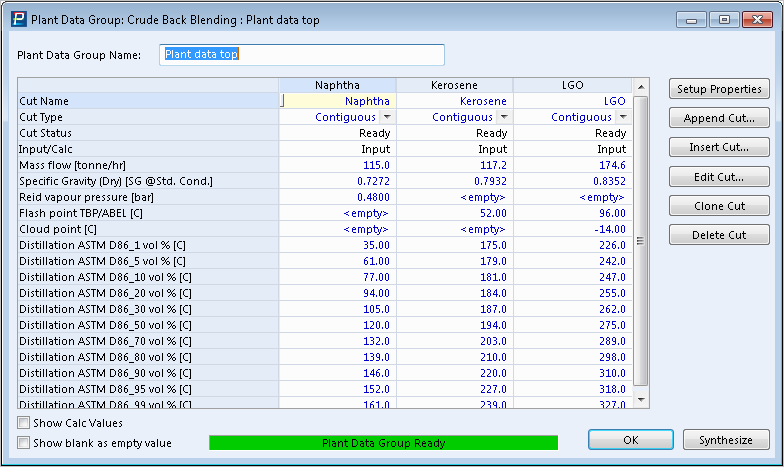 Plant Data Group: Crude Back Blending : Plant data top
Plant Data Group Name: Plant data top
Naphtha Kerosene LGO
Cut Name Naphtha Kerosene LGO
Cut Type Contiguous Contiguous Contiguous
Cut Status Ready Ready Ready
Input/Calc Input Input Input
Mass flow [tonne/hr] 115.0 117.2 174.6
Specific Gravity (Dry) [SG @Std. Cond.] 0.7272 0.7932 0.8352
Reid vapour pressure [bar] 0.4800 <empty> <empty>
Flash point TBP/ABEL [C] <empty> 52.00 96.00
Cloud point [C] <empty> <empty> -14.00
Distillation ASTM D86_1 vol % [C] 35.00 175.0 226.0
Distillation ASTM D86_5 vol % [C] 61.00 179.0 242.0
Distillation ASTM D86_10 vol % [C] 77.00 181.0 247.0
Distillation ASTM D86_20 vol % [C] 94.00 184.0 255.0
Distillation ASTM D86_30 vol % [C] 105.0 187.0 262.0
Distillation ASTM D86_50 vol % [C] 120.0 194.0 275.0
Distillation ASTM D86_70 vol % [C] 132.0 203.0 289.0
Distillation ASTM D86_80 vol % [C] 139.0 210.0 298.0
Distillation ASTM D86_90 vol % [C] 146.0 220.0 310.0
Distillation ASTM D86_95 vol % [C] 152.0 227.0 318.0
Distillation ASTM D86_99 vol % [C] 161.0 239.0 327.0
Setup Properties
Append Cut...
Insert Cut...
Edit Cut...
Clone Cut
Delete Cut
Show Calc Values
Show blank as empty value
Plant Data Group Ready
OK
Synthesize